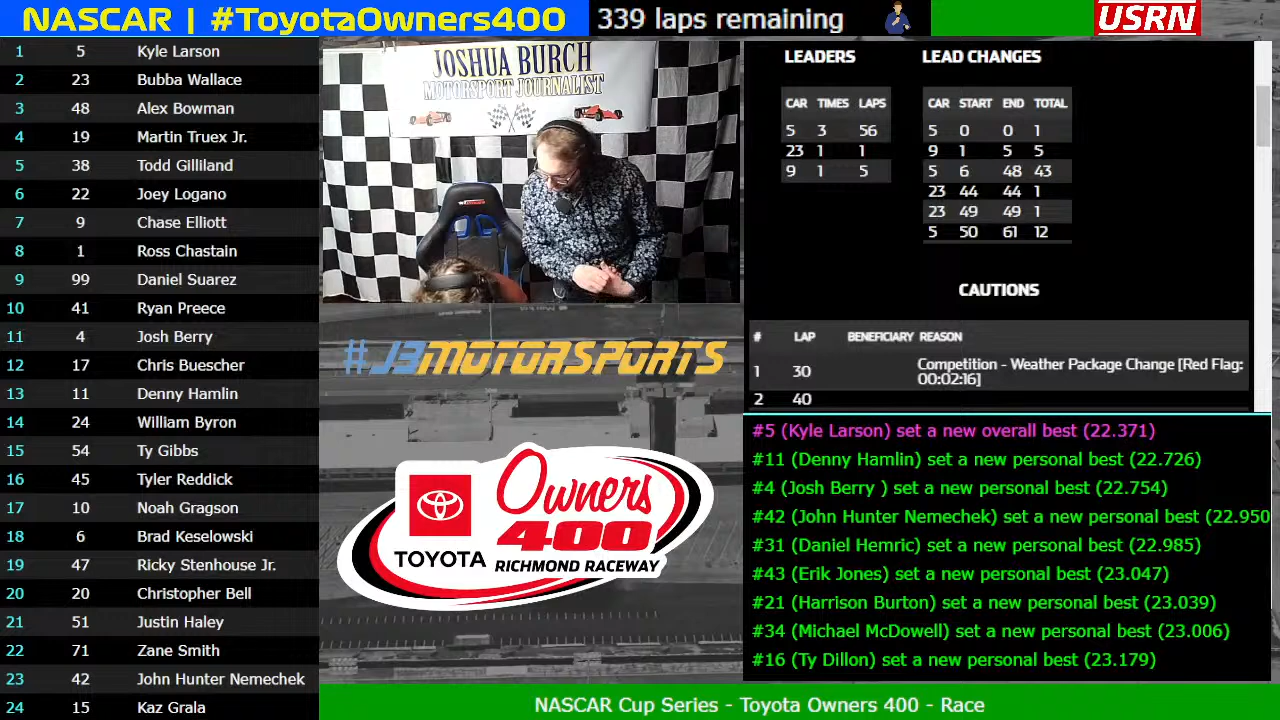 NASCAR | #ToyotaOwners400
339 laps remaining
USRN
1 5 Kyle Larson
2 23 Bubba Wallace
3 48 Alex Bowman
4 19 Martin Truex Jr.
5 38 Todd Gilliland
6 22 Joey Logano
7 9 Chase Elliott
8 1 Ross Chastain
9 99 Daniel Suarez
10 41 Ryan Preece
11 4 Josh Berry
12 17 Chris Buescher
13 11 Denny Hamlin
14 24 William Byron
15 54 Ty Gibbs
16 45 Tyler Reddick
17 10 Noah Gragson
18 6 Brad Keselowski
19 47 Ricky Stenhouse Jr.
20 20 Christopher Bell
21 51 Justin Haley
22 71 Zane Smith
23 42 John Hunter Nemechek
24 15 Kaz Grala
JOSHUA BURCH
MOTORSPORT JOURNALIST
#JBMOTORSPORTS
Owners
400
TOYOTA
RICHMOND RACEWAY
LEADERS
CAR TIMES LAPS
5 3 56
23 1 1
9 1 5
LEAD CHANGES
CAR START END TOTAL
5 0 0 1
9 1 5 5
5 6 48 43
23 44 44 1
23 49 49 1
5 50 61 12
CAUTIONS
# LAP BENEFICIARY REASON
1 30 Competition - Weather Package Change [Red Flag:
00:02:16]
2 40
#5 (Kyle Larson) set a new overall best (22.371)
#11 (Denny Hamlin) set a new personal best (22.726)
#4 (Josh Berry ) set a new personal best (22.754)
#42 (John Hunter Nemechek) set a new personal best (22.950
#31 (Daniel Hemric) set a new personal best (22.985)
#43 (Erik Jones) set a new personal best (23.047)
#21 (Harrison Burton) set a new personal best (23.039)
#34 (Michael McDowell) set a new personal best (23.006)
#16 (Ty Dillon) set a new personal best (23.179)
NASCAR Cup Series - Toyota Owners 400 - Race